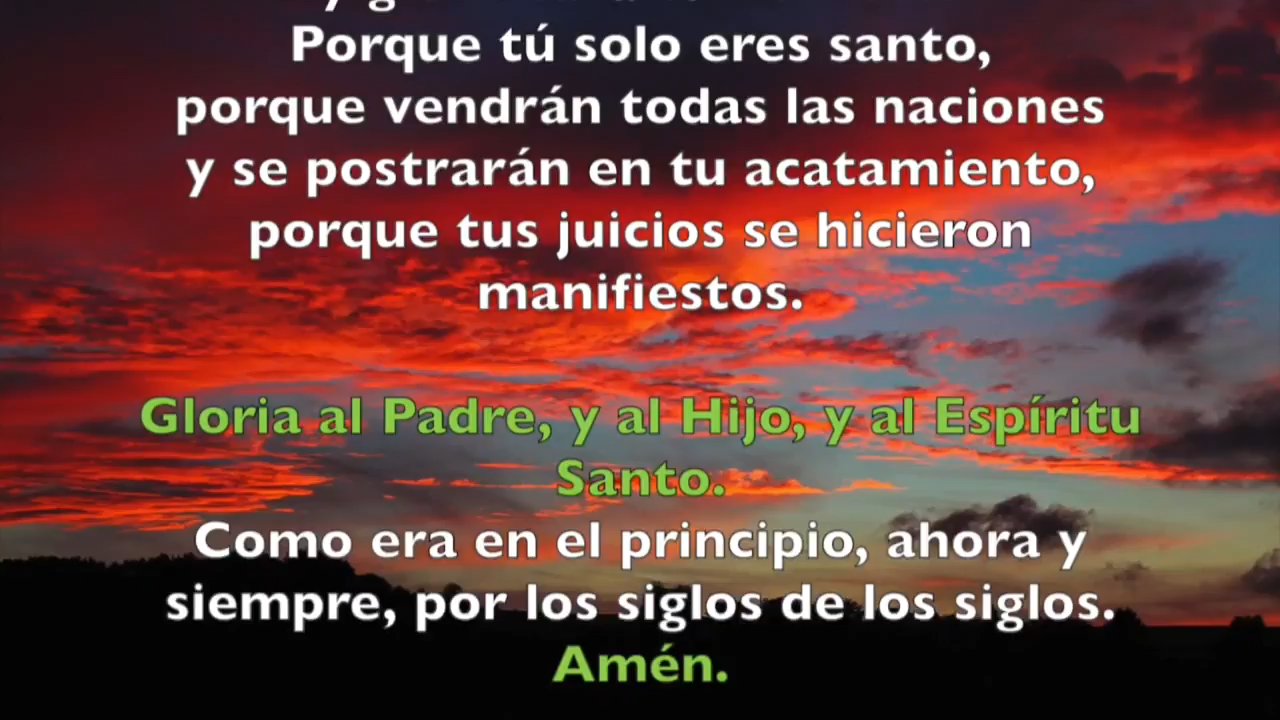 Porque tú solo eres santo,
porque vendrán todas las naciones
y se postrarán en tu acatamiento,
porque tus juicios se hicieron
manifiestos.
Gloria al Padre, y al Hijo, y al Espíritu
Santo.
Como era en el principio, ahora y
siempre, por los siglos de los siglos.
Amén.